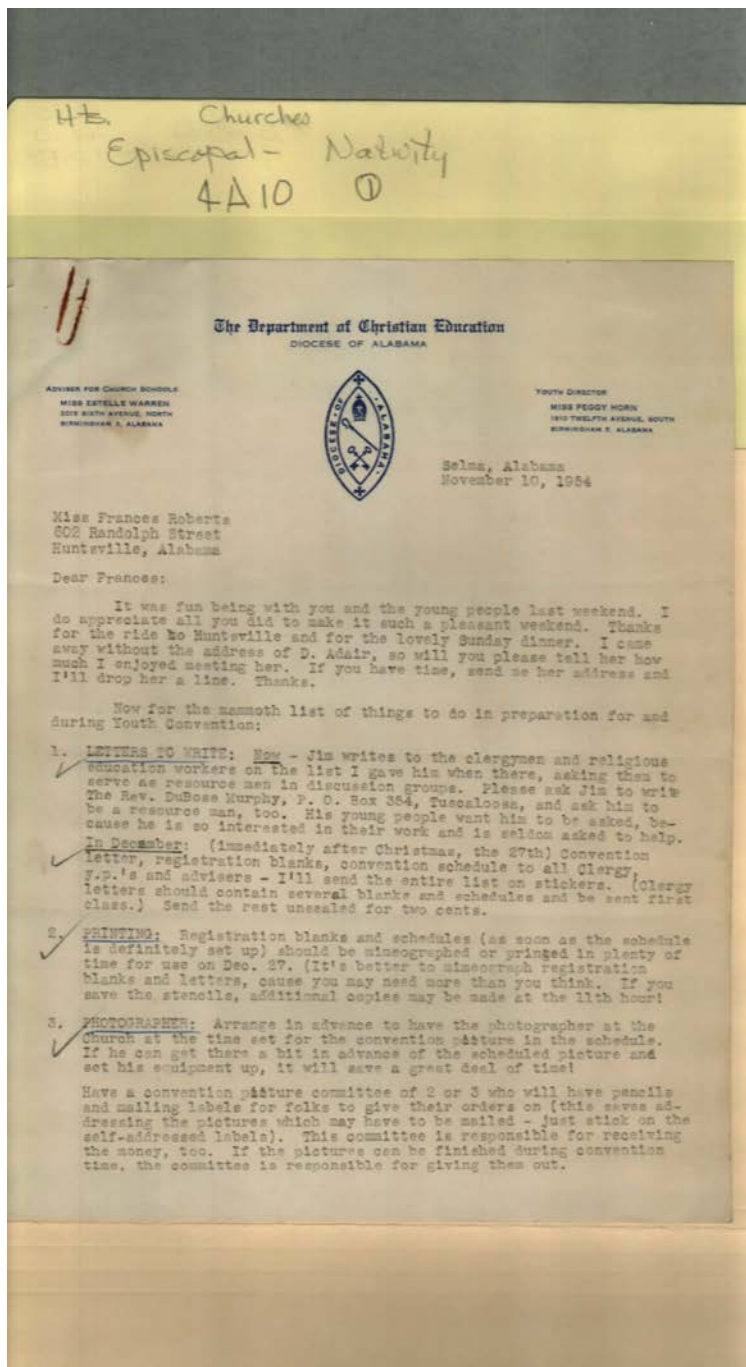 Hts. Churches
Episcopal - Nativity
4A10 ①
The Department of Christian Education
DIOCESE OF ALABAMA
ADVISER FOR CHURCH SCHOOLS
MISS ESTELLE WARREN
2015 SIXTH AVENUE, NORTH
BIRMINGHAM 3, ALABAMA
DIOCESE OF ALABAMA
YOUTH DIRECTOR
MISS PEGGY HORN
1910 TWELFTH AVENUE, SOUTH
BIRMINGHAM 5, ALABAMA
Selma, Alabama
November 10, 1954
Miss Frances Roberts
602 Randolph Street
Huntsville, Alabama
Dear Frances:
It was fun being with you and the young people last weekend. I
do appreciate all you did to make it such a pleasant weekend. Thanks
for the ride to Huntsville and for the lovely Sunday dinner. I came
away without the address of D. Adair, so will you please tell her how
much I enjoyed meeting her. If you have time, send me her address and
I'll drop her a line. Thanks.
Now for the mammoth list of things to do in preparation for and
during Youth Convention:
1. LETTERS TO WRITE: Now - Jim writes to the clergymen and religious
education workers on the list I gave him when there, asking them to
serve as resource men in discussion groups. Please ask Jim to write
The Rev. DuBose Murphy, P. O. Box 384, Tuscaloosa, and ask him to
be a resource man, too. His young people want him to be asked, be-
cause he is so interested in their work and is seldom asked to help.
In December: (immediately after Christmas, the 27th) Convention
letter, registration blanks, convention schedule to all Clergy,
y.p.'s and advisers - I'll send the entire list on stickers. (Clergy
letters should contain several blanks and schedules and be sent first
class.) Send the rest unsealed for two cents.
2. PRINTING: Registration blanks and schedules (as soon as the schedule
is definitely set up) should be mimeographed or printed in plenty of
time for use on Dec. 27. (It's better to mimeograph registration
blanks and letters, cause you may need more than you think. If you
save the stencils, additional copies may be made at the 11th hour!
3. PHOTOGRAPHER: Arrange in advance to have the photographer at the
Church at the time set for the convention picture in the schedule.
If he can get there a bit in advance of the scheduled picture and
set his equipment up, it will save a great deal of time!
Have a convention picture committee of 2 or 3 who will have pencils
and mailing labels for folks to give their orders on (this saves ad-
dressing the pictures which may have to be mailed - just stick on the
self-addressed labels). This committee is responsible for receiving
the money, too. If the pictures can be finished during convention
time, the committee is responsible for giving them out.